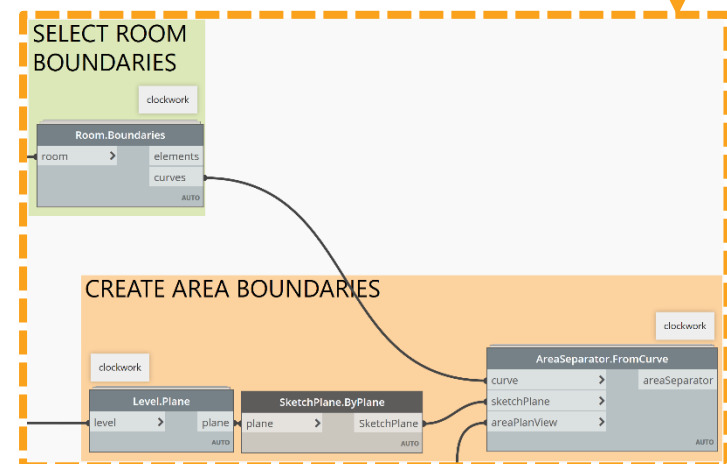 SELECT ROOM
BOUNDARIES
clockwork
Room.Boundaries
room > elements
curves
AUTO
CREATE AREA BOUNDARIES
clockwork
clockwork
AreaSeparator.FromCurve
curve > areaSeparator
sketchPlane >
areaPlanView >
AUTO
Level.Plane
level > plane
AUTO
SketchPlane.ByPlane
plane > SketchPlane
AUTO